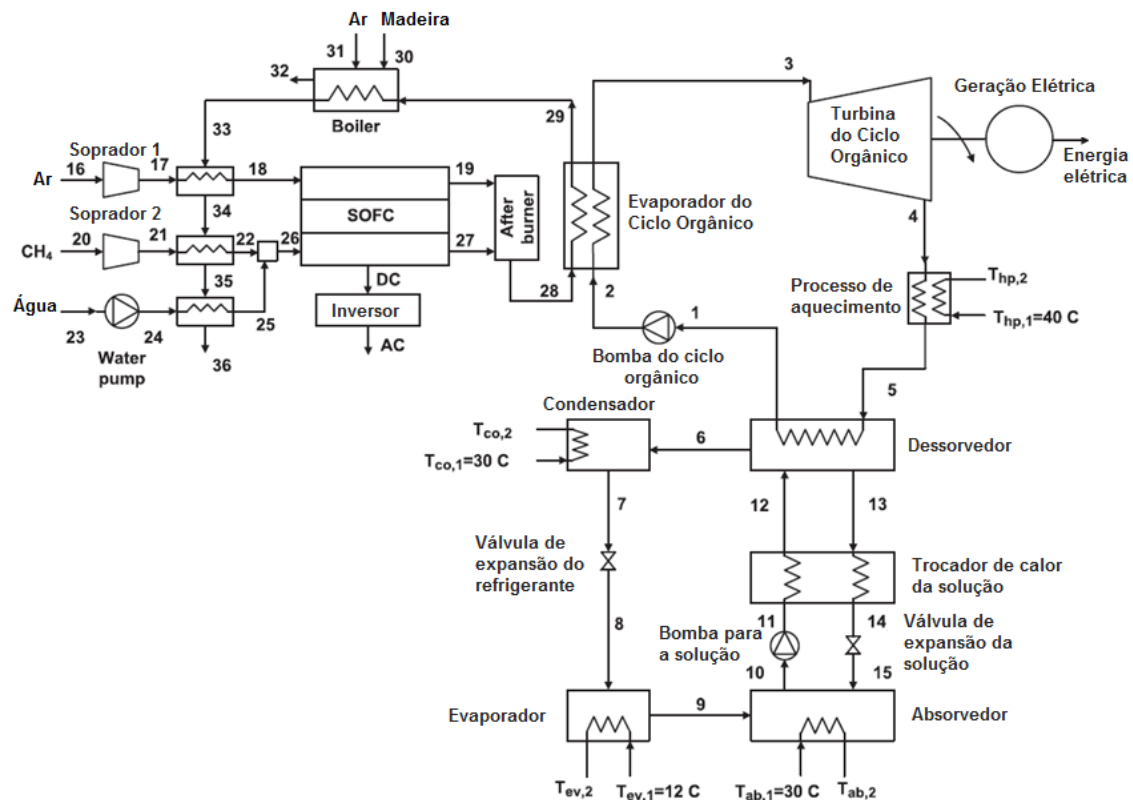 Ar Madeira
31 30
32
Boiler
33
29
3
Turbina
do Ciclo
Orgânico
Geração Elétrica
Energia
elétrica
Soprador 1
16 17 18 19
Ar
34
Soprador 2
20 21 22 26 27
CH4
SOFC
After
burner
Evaporador do
Ciclo Orgânico
4
35
DC
28
2
Inversor
AC
Água
23 24 25
Water
pump
36
Processo de
aquecimento
Thp,2
Thp,1=40 C
1
Bomba do ciclo
orgânico
5
Condensador
Tco,2
Tco,1=30 C
6
Dessorvedor
7
12 13
Válvula de
expansão do
refrigerante
Trocador de calor
da solução
8
11 14
Bomba para
a solução
Válvula de
expansão da
solução
10 15
Evaporador
9
Absorvedor
Tev,2 Tev,1=12 C Tab,1=30 C Tab,2